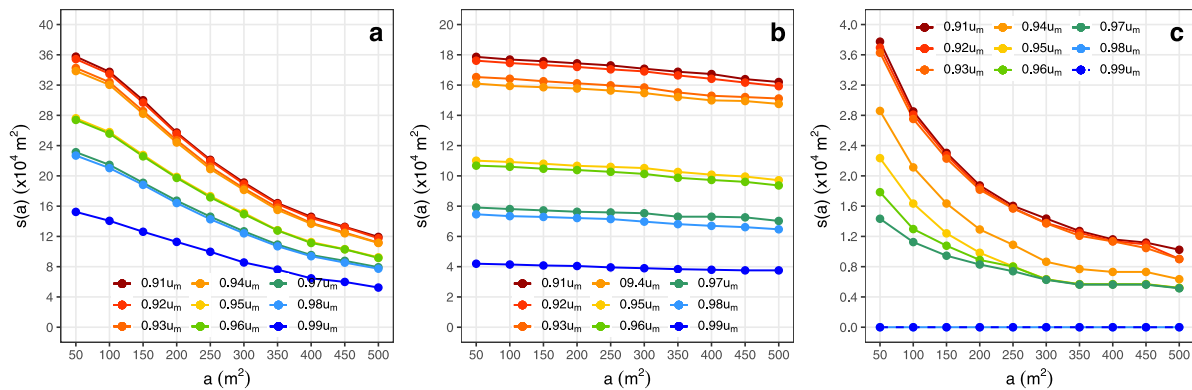 a
s(a) (x10⁴ m²)
40
36
32
28
24
20
16
12
8
4
0
0.91uₘ 0.94uₘ 0.97uₘ
0.92uₘ 0.95uₘ 0.98uₘ
0.93uₘ 0.96uₘ 0.99uₘ
50 100 150 200 250 300 350 400 450 500
a (m²)
b
s(a) (x10⁴ m²)
20
18
16
14
12
10
8
6
4
2
0
0.91uₘ 09.4uₘ 0.97uₘ
0.92uₘ 0.95uₘ 0.98uₘ
0.93uₘ 0.96uₘ 0.99uₘ
50 100 150 200 250 300 350 400 450 500
a (m²)
c
s(a) (x10⁴ m²)
4.0
3.6
3.2
2.8
2.4
2.0
1.6
1.2
0.8
0.4
0.0
0.91uₘ 0.94uₘ 0.97uₘ
0.92uₘ 0.95uₘ 0.98uₘ
0.93uₘ 0.96uₘ 0.99uₘ
50 100 150 200 250 300 350 400 450 500
a (m²)